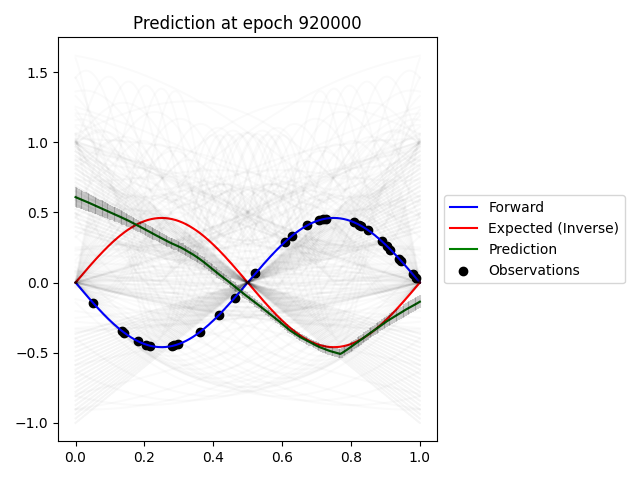 Prediction at epoch 920000
1.5
1.0
0.5
0.0
−0.5
−1.0
0.0 0.2 0.4 0.6 0.8 1.0
Forward
Expected (Inverse)
Prediction
Observations